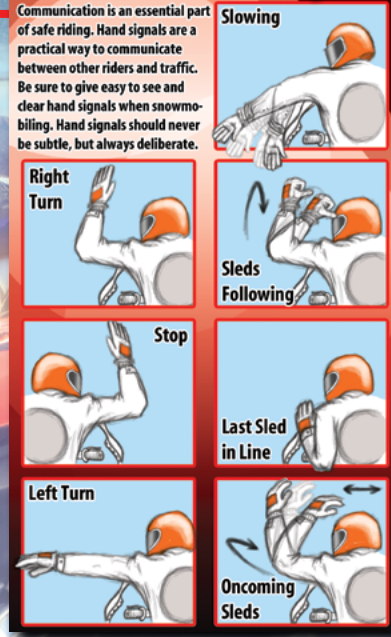 Communication is an essential part
of safe riding. Hand signals are a
practical way to communicate
between other riders and traffic.
Be sure to give easy to see and
clear hand signals when snowmo-
biling. Hand signals should never
be subtle, but always deliberate.
Slowing
Right
Turn
Sleds
Following
Stop
Last Sled
in Line
Left Turn
Oncoming
Sleds